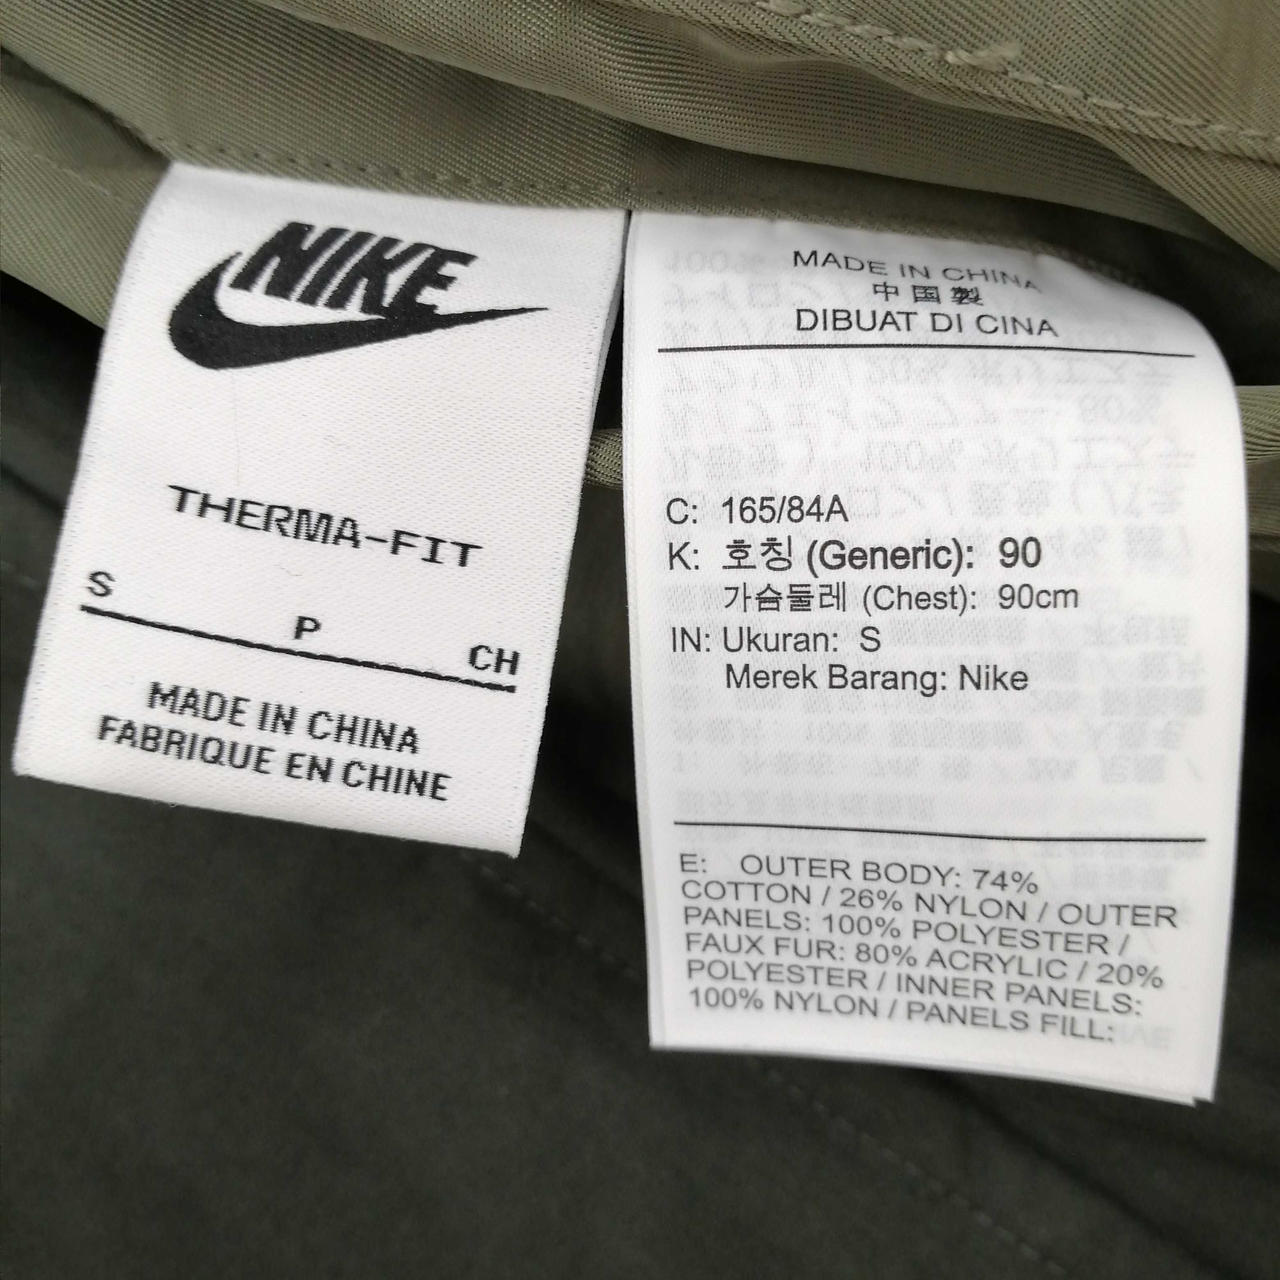 NIKE
THERMA-FIT
S
P
CH
MADE IN CHINA
FABRIQUE EN CHINE
MADE IN CHINA
中国製
DIBUAT DI CINA
C: 165/84A
K: 호칭 (Generic): 90
가슴둘레 (Chest): 90cm
IN: Ukuran: S
Merek Barang: Nike
E: OUTER BODY: 74%
COTTON / 26% NYLON / OUTER
PANELS: 100% POLYESTER /
FAUX FUR: 80% ACRYLIC / 20%
POLYESTER / INNER PANELS:
100% NYLON / PANELS FILL: